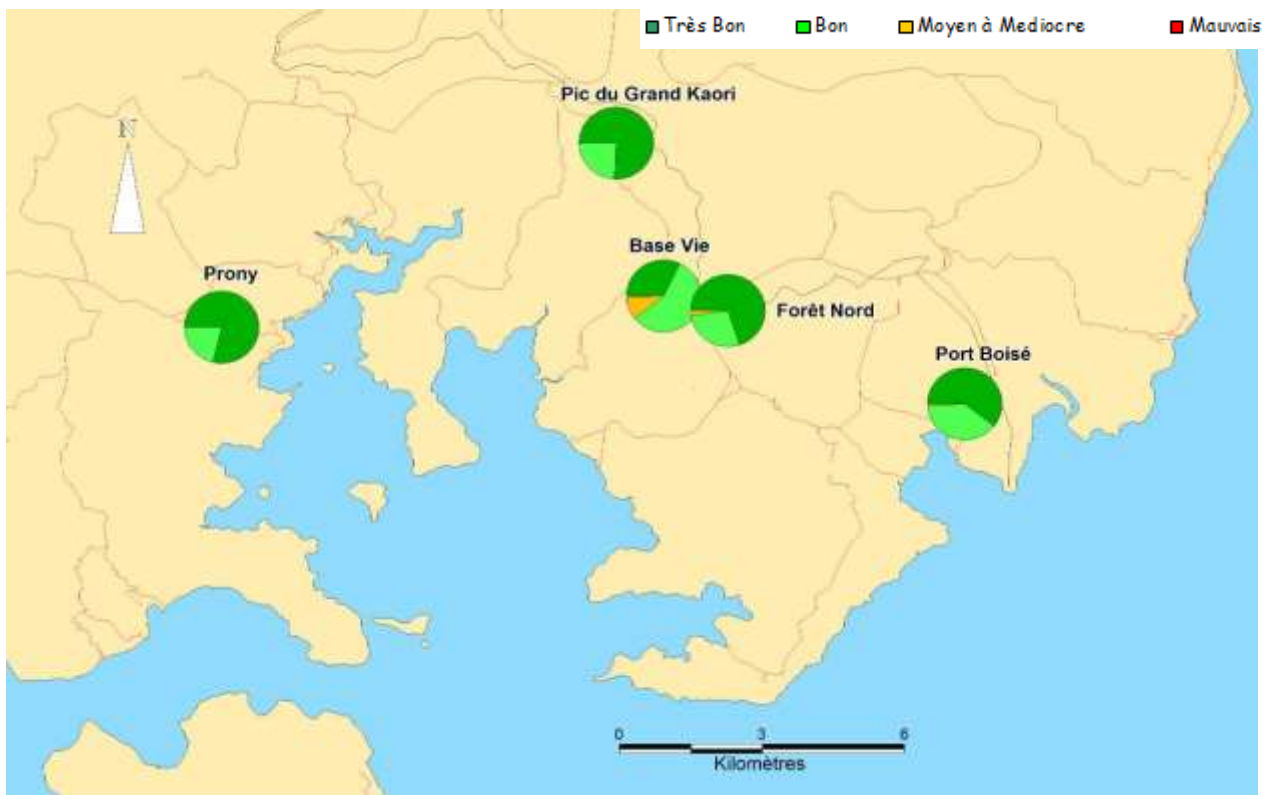 Très Bon Bon Moyen à Mediocre Mauvais
Pic du Grand Kaori
N
Base Vie
Prony
Forêt Nord
Port Boisé
0 3 6
Kilomètres